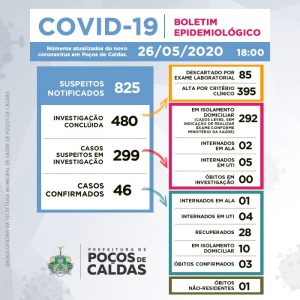 COVID-19
BOLETIM
EPIDEMIOLÓGICO
Números atualizados do novo
coronavírus em Poços de Caldas.
26/05/2020
18:00
SUSPEITOS
NOTIFICADOS
825
INVESTIGAÇÃO
CONCLUÍDA
480
CASOS
SUSPEITOS EM
INVESTIGAÇÃO
299
CASOS
CONFIRMADOS
46
DESCARTADO POR
EXAME LABORATORIAL
85
ALTA POR CRITÉRIO
CLÍNICO
395
EM ISOLAMENTO
DOMICILIAR
(CASOS LEVES, SEM
INDICAÇÃO DE REALIZAR
EXAME CONFORME
MINISTÉRIO DA SAÚDE)
292
INTERNADOS
EM ALA
02
INTERNADOS
EM UTI
05
ÓBITOS EM
INVESTIGAÇÃO
00
INTERNADOS EM ALA
01
INTERNADOS EM UTI
04
RECUPERADOS
28
EM ISOLAMENTO
DOMICILIAR
10
ÓBITOS CONFIRMADOS
03
ÓBITOS
NÃO-RESIDENTES
01
PREFEITURA DE
POÇOS
DE CALDAS
DADOS OFICIAIS DA SECRETARIA MUNICIPAL DE SAÚDE DE POÇOS DE CALDAS